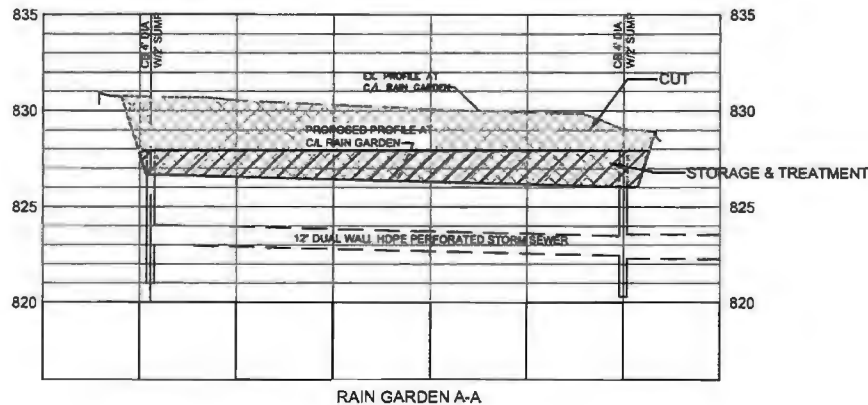 835
835
CB 4' DIA.
W/2' SUMP
CB 4' DIA.
W/2' SUMP
EX. PROFILE AT
C/L RAIN GARDEN
CUT
830
830
PROPOSED PROFILE AT
C/L RAIN GARDEN
STORAGE & TREATMENT
825
825
12" DUAL WALL HDPE PERFORATED STORM SEWER
820
820
RAIN GARDEN A-A